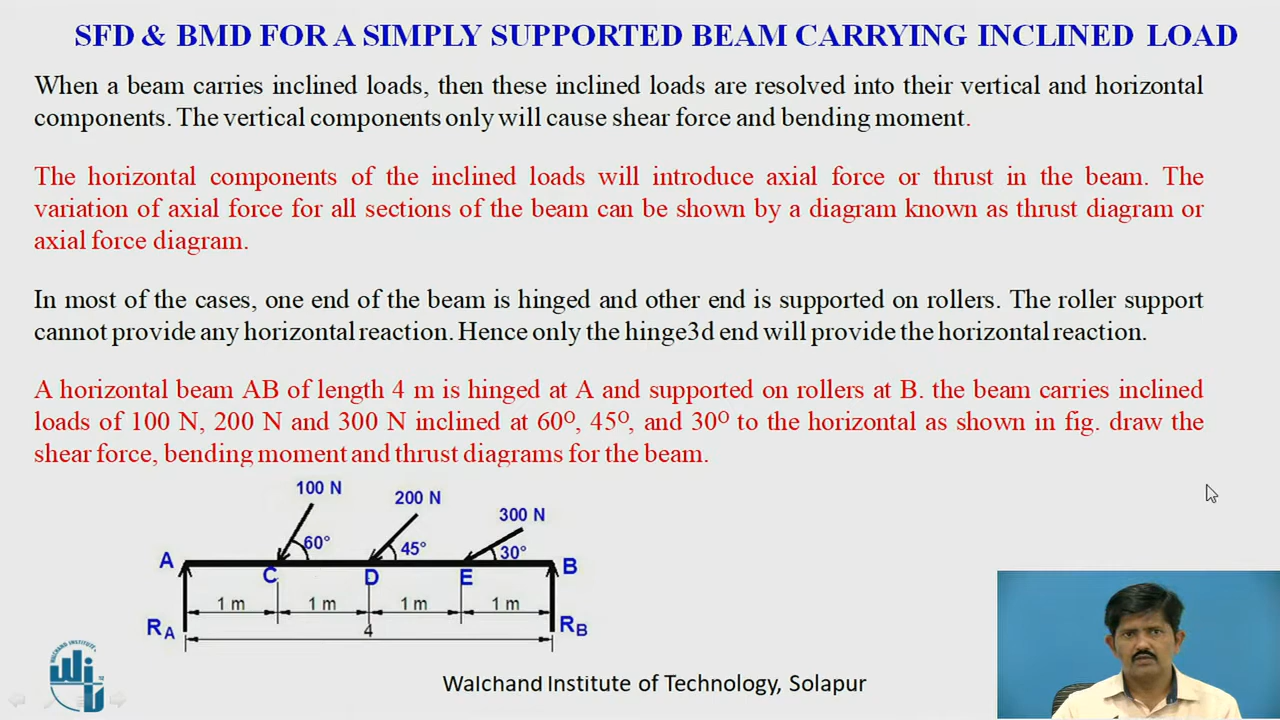 SFD & BMD FOR A SIMPLY SUPPORTED BEAM CARRYING INCLINED LOAD
When a beam carries inclined loads, then these inclined loads are resolved into their vertical and horizontal
components. The vertical components only will cause shear force and bending moment.
The horizontal components of the inclined loads will introduce axial force or thrust in the beam. The
variation of axial force for all sections of the beam can be shown by a diagram known as thrust diagram or
axial force diagram.
In most of the cases, one end of the beam is hinged and other end is supported on rollers. The roller support
cannot provide any horizontal reaction. Hence only the hinge3d end will provide the horizontal reaction.
A horizontal beam AB of length 4 m is hinged at A and supported on rollers at B. the beam carries inclined
loads of 100 N, 200 N and 300 N inclined at 60⁰, 45⁰, and 30⁰ to the horizontal as shown in fig. draw the
shear force, bending moment and thrust diagrams for the beam.
100 N
200 N
300 N
60°
45°
30°
A
C
D
E
B
1 m
1 m
1 m
1 m
RA
4
RB
WALCHAND INSTITUTE
Walchand Institute of Technology, Solapur